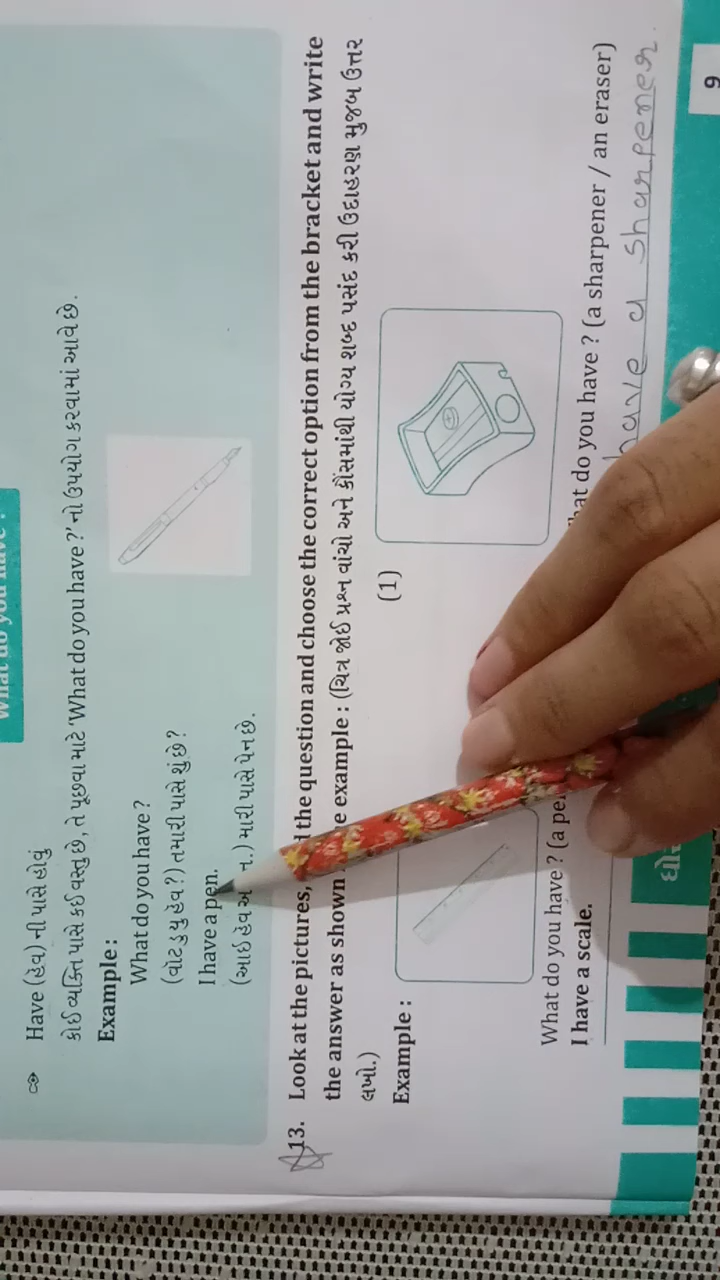 What do you have ?
Have (હેવ) ની પાસે હોવું
કોઈ વ્યક્તિ પાસે કઈ વસ્તુ છે, તે પૂછવા માટે 'What do you have ?' નો ઉપયોગ કરવામાં આવે છે.
Example :
What do you have ?
(વોટ ડુ યુ હેવ ?) તમારી પાસે શું છે ?
I have a pen.
(આઈ હેવ અ ન.) મારી પાસે પેન છે.
13. Look at the pictures, the question and choose the correct option from the bracket and write
the answer as shown example : (ચિત્ર જોઈ પ્રશ્ન વાંચો અને કૌંસમાંથી યોગ્ય શબ્દ પસંદ કરી ઉદાહરણ મુજબ ઉત્તર
લખો.)
Example :
(1)
What do you have ? (a
I have a scale.
do you have ? (a sharpener / an eraser)
have a sharpener.
9